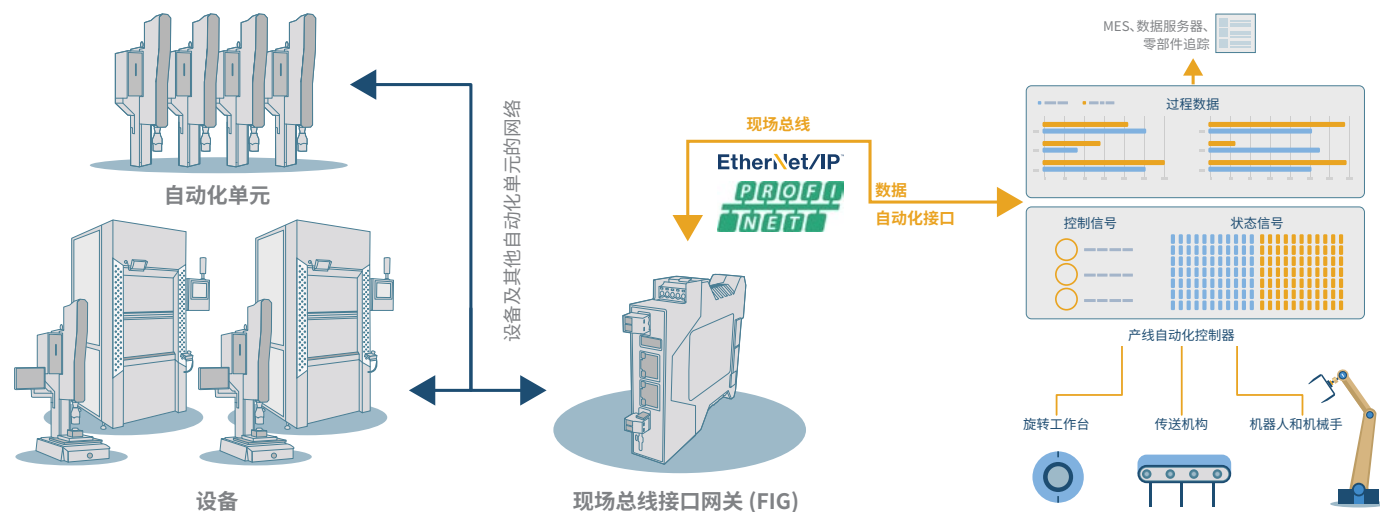 自动化单元
设备
设备及其他自动化单元的网络
现场总线
EtherNet/IP™
PROFI
NET
数据
自动化接口
现场总线接口网关 (FIG)
MES、数据服务器、
零部件追踪
过程数据
控制信号
状态信号
产线自动化控制器
旋转工作台
传送机构
机器人和机械手